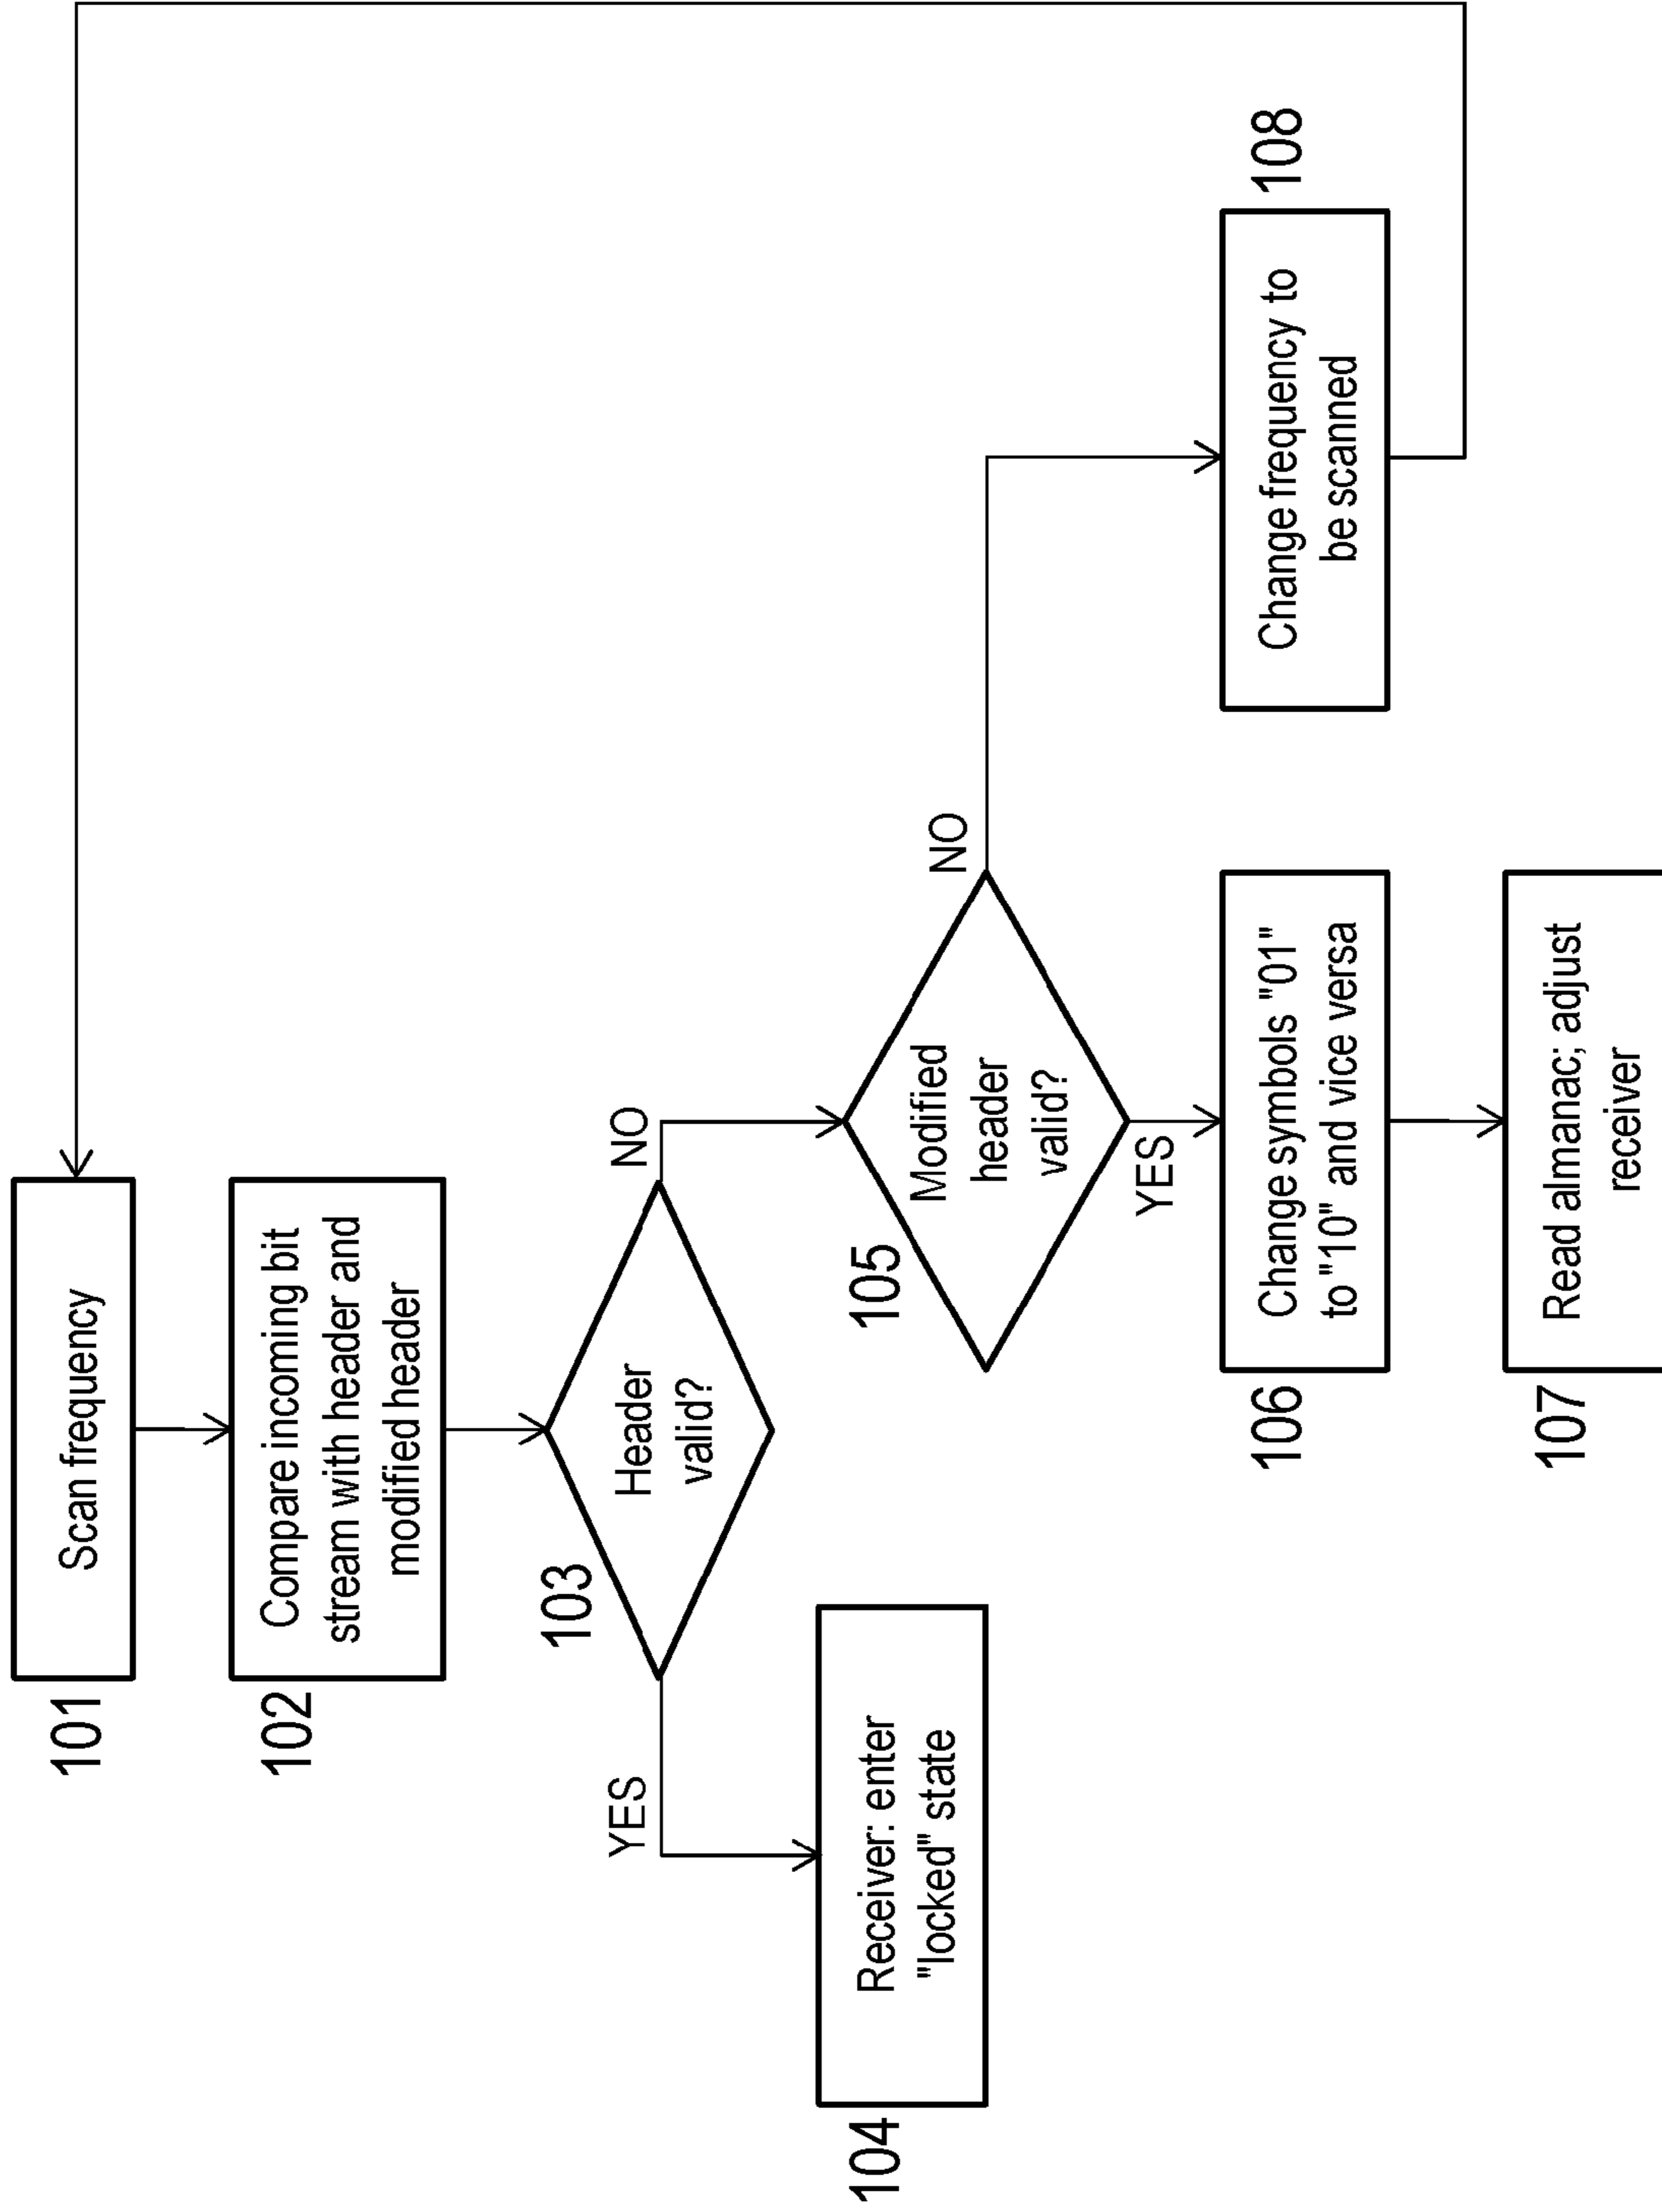 101
Scan frequency
102
Compare incoming bit
stream with header and
modified header
103
Header
valid?
YES
NO
104
Receiver: enter
"locked" state
105
Modified
header
valid?
NO
YES
106
Change symbols "01"
to "10" and vice versa
108
Change frequency to
be scanned
107
Read almanac; adjust
receiver